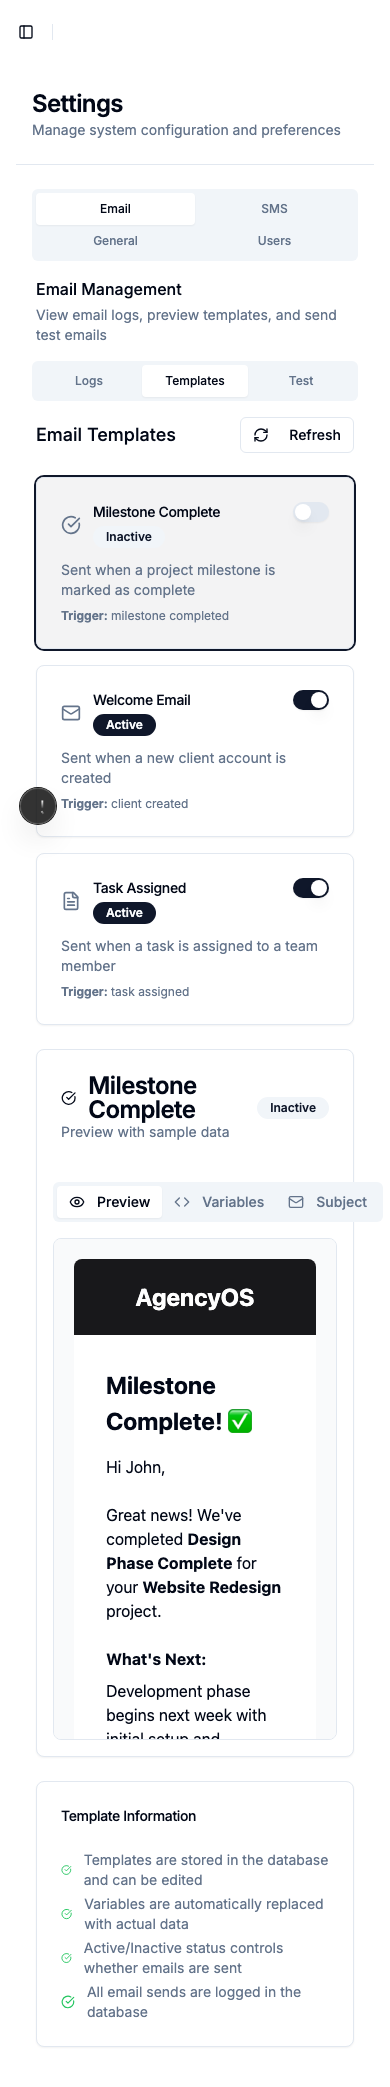 Settings
Manage system configuration and preferences
Email
SMS
General
Users
Email Management
View email logs, preview templates, and send
test emails
Logs
Templates
Test
Email Templates
Refresh
Milestone Complete
Inactive
Sent when a project milestone is
marked as complete
Trigger: milestone completed
Welcome Email
Active
Sent when a new client account is
created
!
Trigger: client created
Task Assigned
Active
Sent when a task is assigned to a team
member
Trigger: task assigned
Milestone
Complete
Inactive
Preview with sample data
Preview
Variables
Subject
AgencyOS
Milestone
Complete! ✅
Hi John,
Great news! We've
completed Design
Phase Complete for
your Website Redesign
project.
What's Next:
Development phase
begins next week with
initial setup and
Template Information
Templates are stored in the database
and can be edited
Variables are automatically replaced
with actual data
Active/Inactive status controls
whether emails are sent
All email sends are logged in the
database